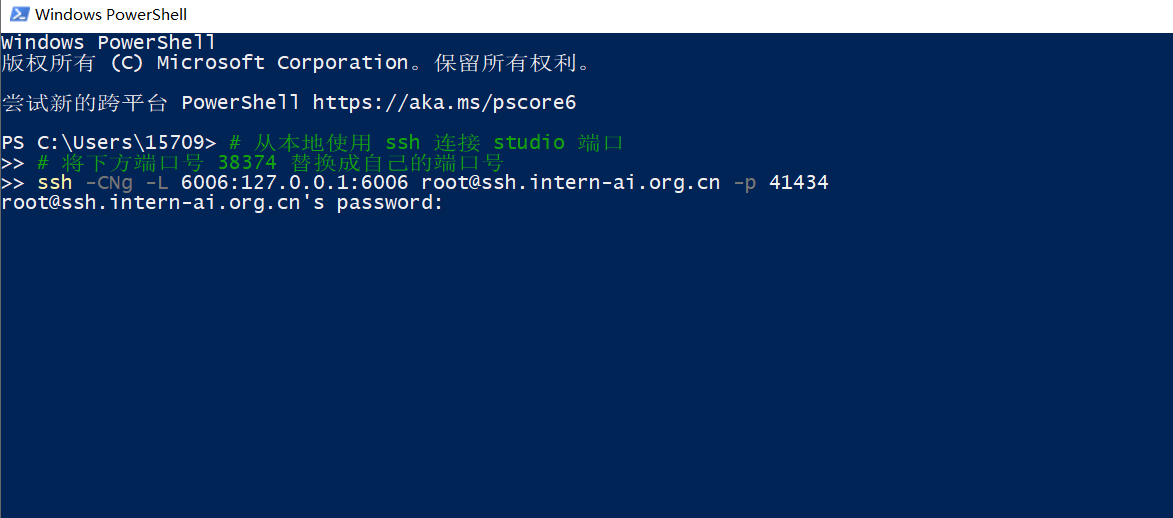 Windows PowerShell
Windows PowerShell
版权所有 (C) Microsoft Corporation。保留所有权利。
尝试新的跨平台 PowerShell https://aka.ms/pscore6
PS C:\Users\15709> # 从本地使用 ssh 连接 studio 端口
>> # 将下方端口号 38374 替换成自己的端口号
>> ssh -CNg -L 6006:127.0.0.1:6006 root@ssh.intern-ai.org.cn -p 41434
root@ssh.intern-ai.org.cn's password: